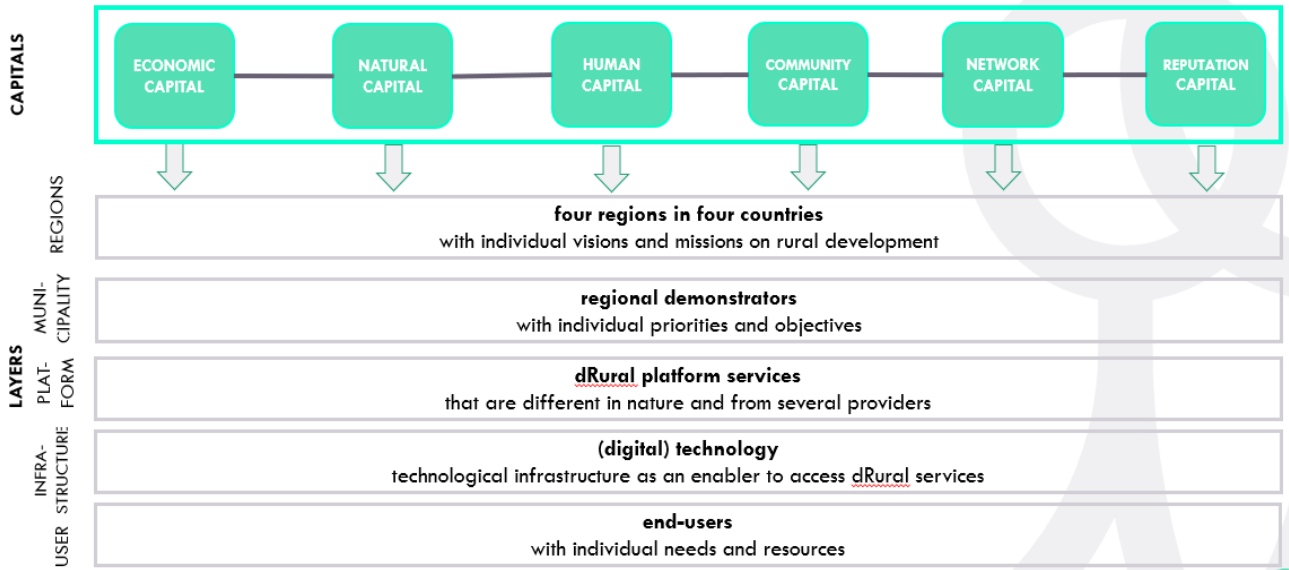 CAPITALS
ECONOMIC
CAPITAL
NATURAL
CAPITAL
HUMAN
CAPITAL
COMMUNITY
CAPITAL
NETWORK
CAPITAL
REPUTATION
CAPITAL
LAYERS
REGIONS
four regions in four countries
with individual visions and missions on rural development
MUNI-
CIPALITY
regional demonstrators
with individual priorities and objectives
PLAT-
FORM
dRural platform services
that are different in nature and from several providers
INFRA-
STRUCTURE
(digital) technology
technological infrastructure as an enabler to access dRural services
USER
end-users
with individual needs and resources